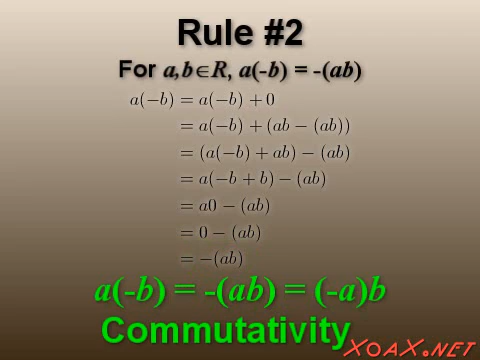 Rule #2
For a,b∈R, a(-b) = -(ab)
a(−b) = a(−b) + 0
= a(−b) + (ab − (ab))
= (a(−b) + ab) − (ab)
= a(−b + b) − (ab)
= a0 − (ab)
= 0 − (ab)
= −(ab)
a(-b) = -(ab) = (-a)b
Commutativity
XOAX.NET